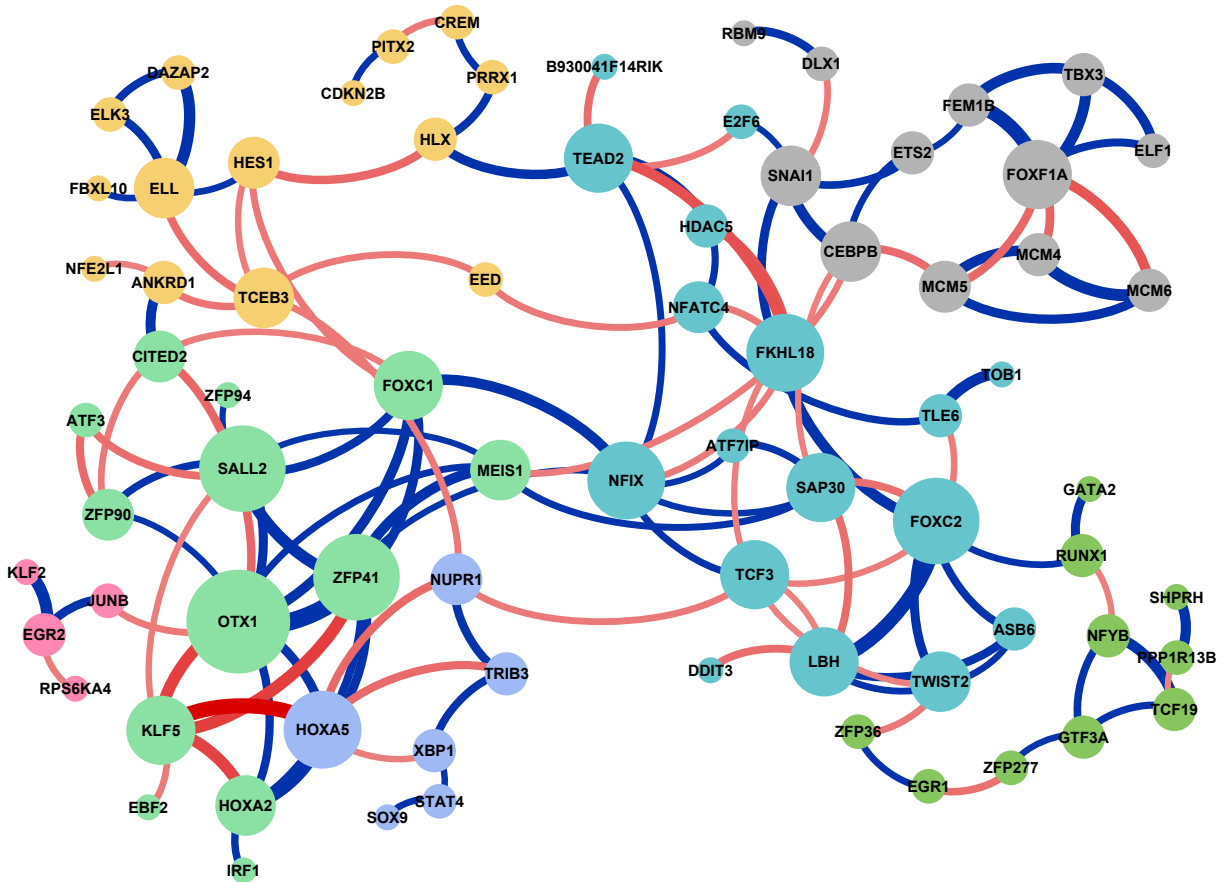 CREM
RBM9
PITX2
DLX1
B930041F14RIK
DAZAP2
PRRX1
TBX3
CDKN2B
FEM1B
ELK3
E2F6
HLX
ELF1
ETS2
TEAD2
HES1
SNAI1
FOXF1A
FBXL10
ELL
HDAC5
CEBPB
MCM4
NFE2L1
ANKRD1
EED
MCM5
MCM6
TCEB3
NFATC4
CITED2
FKHL18
TOB1
FOXC1
ZFP94
TLE6
ATF3
ATF7IP
SALL2
MEIS1
NFIX
SAP30
GATA2
ZFP90
FOXC2
RUNX1
KLF2
ZFP41
NUPR1
TCF3
JUNB
SHPRH
OTX1
EGR2
ASB6
NFYB
PPP1R13B
LBH
DDIT3
TRIB3
TWIST2
RPS6KA4
TCF19
KLF5
HOXA5
ZFP36
GTF3A
XBP1
ZFP277
EGR1
EBF2
HOXA2
STAT4
SOX9
IRF1